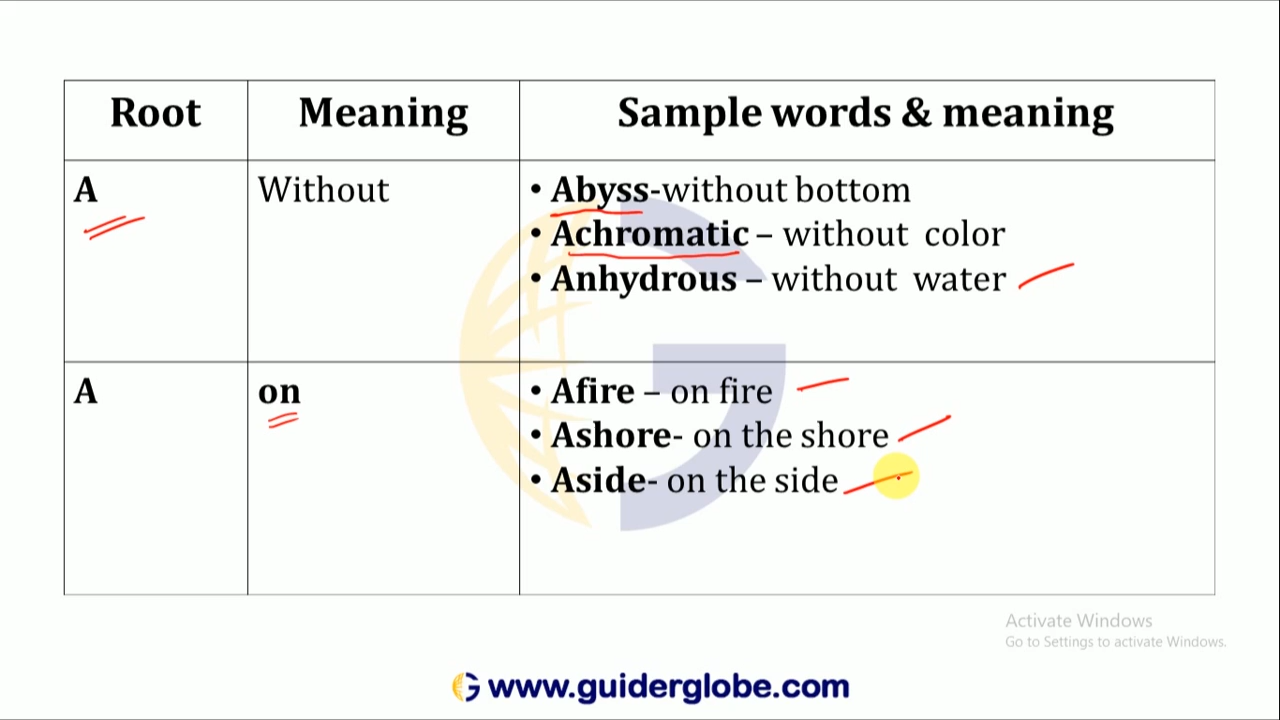 Root Meaning Sample words & meaning
A Without • Abyss-without bottom
• Achromatic – without color
• Anhydrous – without water
A on • Afire – on fire
• Ashore- on the shore
• Aside- on the side
Activate Windows
Go to Settings to activate Windows.
www.guiderglobe.com